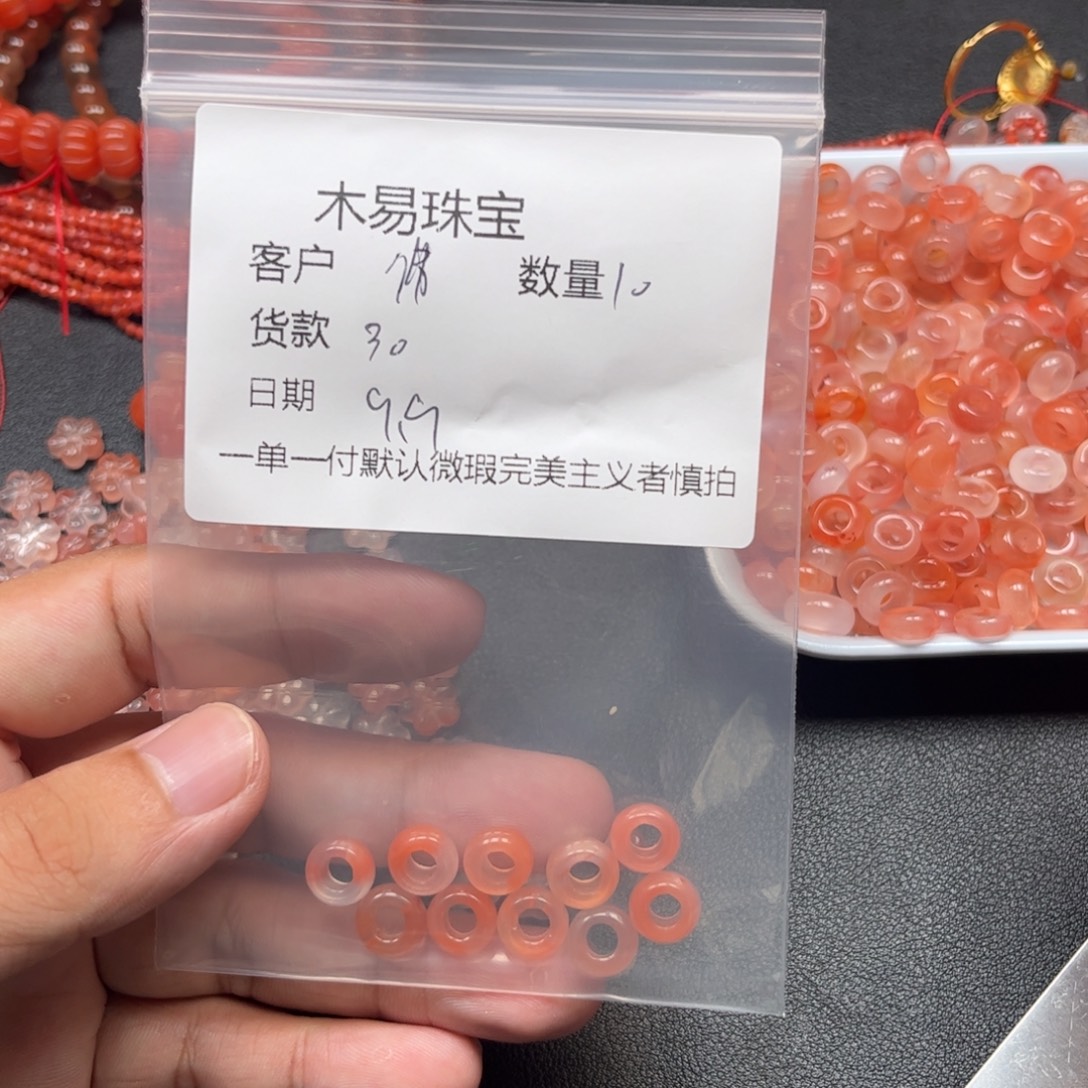 木易珠宝
客户 数量10
货款 30
日期 9.9
一单一付默认微瑕完美主义者慎拍